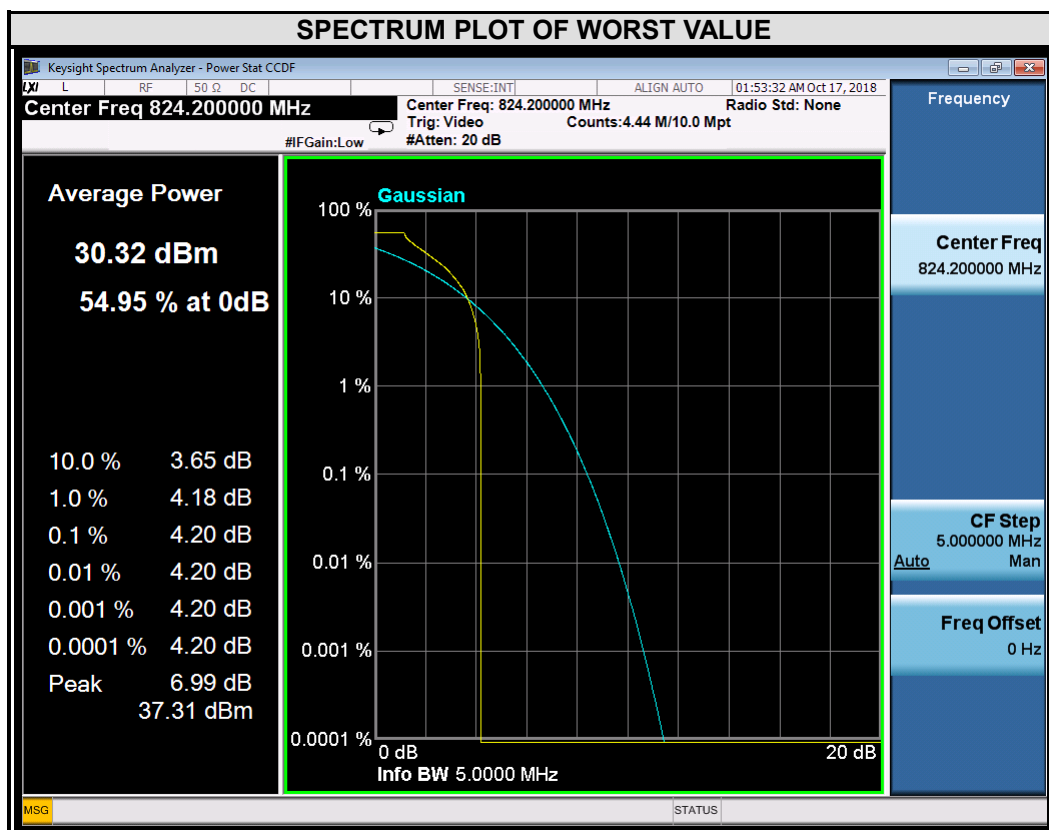 SPECTRUM PLOT OF WORST VALUE
Keysight Spectrum Analyzer - Power Stat CCDF
LXI L RF 50 Ω DC SENSE:INT ALIGN AUTO 01:53:32 AM Oct 17, 2018
Center Freq 824.200000 MHz
Center Freq: 824.200000 MHz Radio Std: None
Trig: Video Counts:4.44 M/10.0 Mpt
#IFGain:Low #Atten: 20 dB
Frequency
Average Power
30.32 dBm
54.95 % at 0dB
10.0 % 3.65 dB
1.0 % 4.18 dB
0.1 % 4.20 dB
0.01 % 4.20 dB
0.001 % 4.20 dB
0.0001 % 4.20 dB
Peak 6.99 dB
37.31 dBm
Gaussian
100 %
10 %
1 %
0.1 %
0.01 %
0.001 %
0.0001 %
0 dB 20 dB
Info BW 5.0000 MHz
Center Freq
824.200000 MHz
CF Step
5.000000 MHz
Auto Man
Freq Offset
0 Hz
MSG STATUS